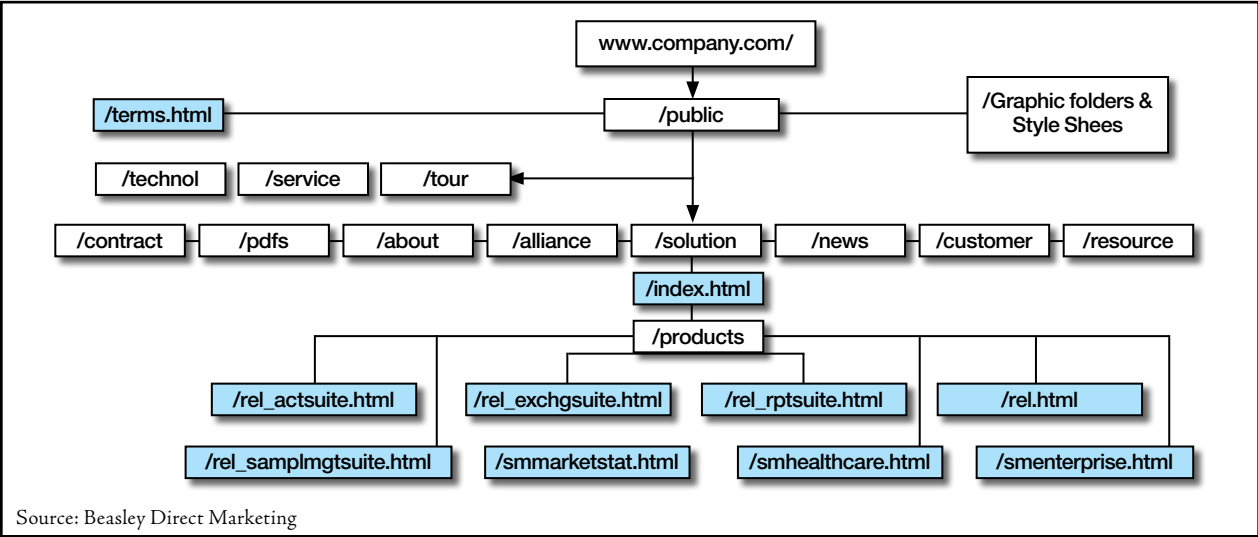 www.company.com/
/terms.html
/public
/Graphic folders &
Style Shees
/technol
/service
/tour
/contract
/pdfs
/about
/alliance
/solution
/news
/customer
/resource
/index.html
/products
/rel_actsuite.html
/rel_exchgsuite.html
/rel_rptsuite.html
/rel.html
/rel_samplmgtsuite.html
/smmarketstat.html
/smhealthcare.html
/smenterprise.html
Source: Beasley Direct Marketing